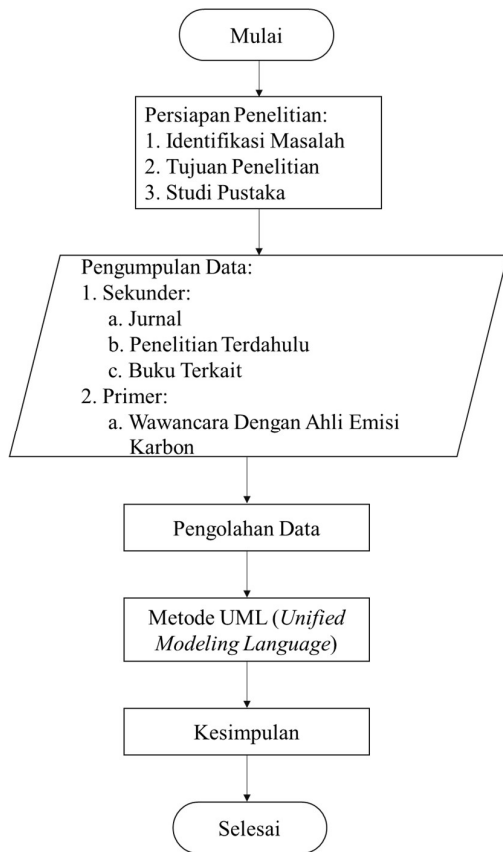 Mulai
Persiapan Penelitian:
1. Identifikasi Masalah
2. Tujuan Penelitian
3. Studi Pustaka
Pengumpulan Data:
1. Sekunder:
a. Jurnal
b. Penelitian Terdahulu
c. Buku Terkait
2. Primer:
a. Wawancara Dengan Ahli Emisi
Karbon
Pengolahan Data
Metode UML (Unified
Modeling Language)
Kesimpulan
Selesai